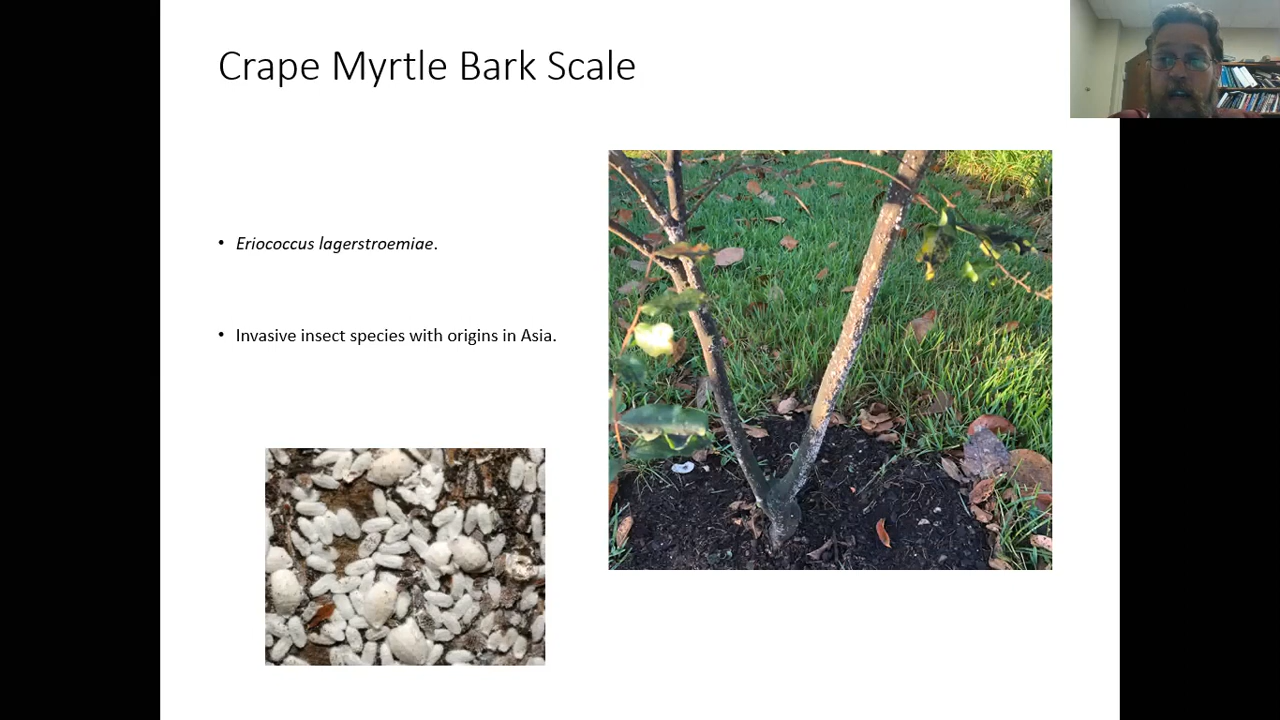 Crape Myrtle Bark Scale
• Eriococcus lagerstroemiae.
• Invasive insect species with origins in Asia.